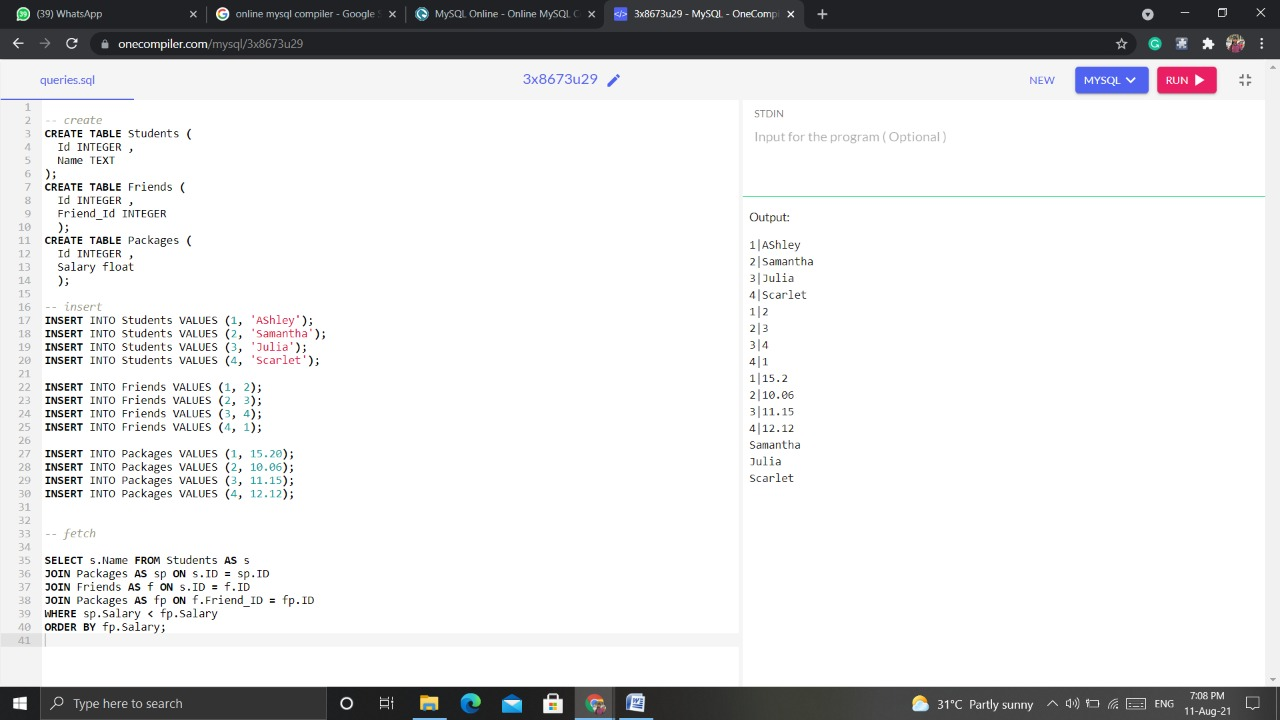 (39) WhatsApp
online mysql compiler - Google S
MySQL Online - Online MySQL C
3x8673u29 - MySQL - OneComp
onecompiler.com/mysql/3x8673u29
queries.sql
3x8673u29
NEW
MYSQL
RUN
1
2 -- create
3 CREATE TABLE Students (
4 Id INTEGER ,
5 Name TEXT
6 );
7 CREATE TABLE Friends (
8 Id INTEGER ,
9 Friend_Id INTEGER
10 );
11 CREATE TABLE Packages (
12 Id INTEGER ,
13 Salary float
14 );
15
16 -- insert
17 INSERT INTO Students VALUES (1, 'AShley');
18 INSERT INTO Students VALUES (2, 'Samantha');
19 INSERT INTO Students VALUES (3, 'Julia');
20 INSERT INTO Students VALUES (4, 'Scarlet');
21
22 INSERT INTO Friends VALUES (1, 2);
23 INSERT INTO Friends VALUES (2, 3);
24 INSERT INTO Friends VALUES (3, 4);
25 INSERT INTO Friends VALUES (4, 1);
26
27 INSERT INTO Packages VALUES (1, 15.20);
28 INSERT INTO Packages VALUES (2, 10.06);
29 INSERT INTO Packages VALUES (3, 11.15);
30 INSERT INTO Packages VALUES (4, 12.12);
31
32
33 -- fetch
34
35 SELECT s.Name FROM Students AS s
36 JOIN Packages AS sp ON s.ID = sp.ID
37 JOIN Friends AS f ON s.ID = f.ID
38 JOIN Packages AS fp ON f.Friend_ID = fp.ID
39 WHERE sp.Salary < fp.Salary
40 ORDER BY fp.Salary;
41
STDIN
Input for the program ( Optional )
Output:
1|AShley
2|Samantha
3|Julia
4|Scarlet
1|2
2|3
3|4
4|1
1|15.2
2|10.06
3|11.15
4|12.12
Samantha
Julia
Scarlet
Type here to search
31°C Partly sunny
ENG
7:08 PM
11-Aug-21